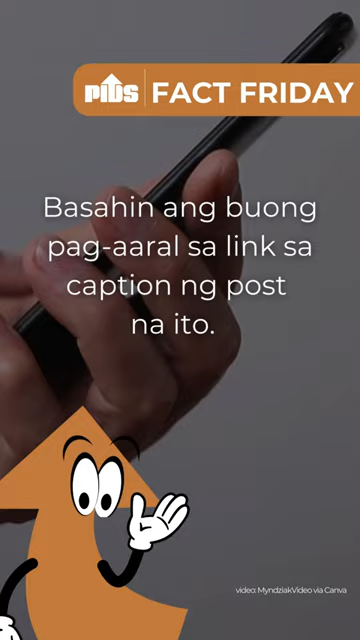 PIDS FACT FRIDAY
Basahin ang buong
pag-aaral sa link sa
caption ng post
na ito.
video: MyndziakVideo via Canva